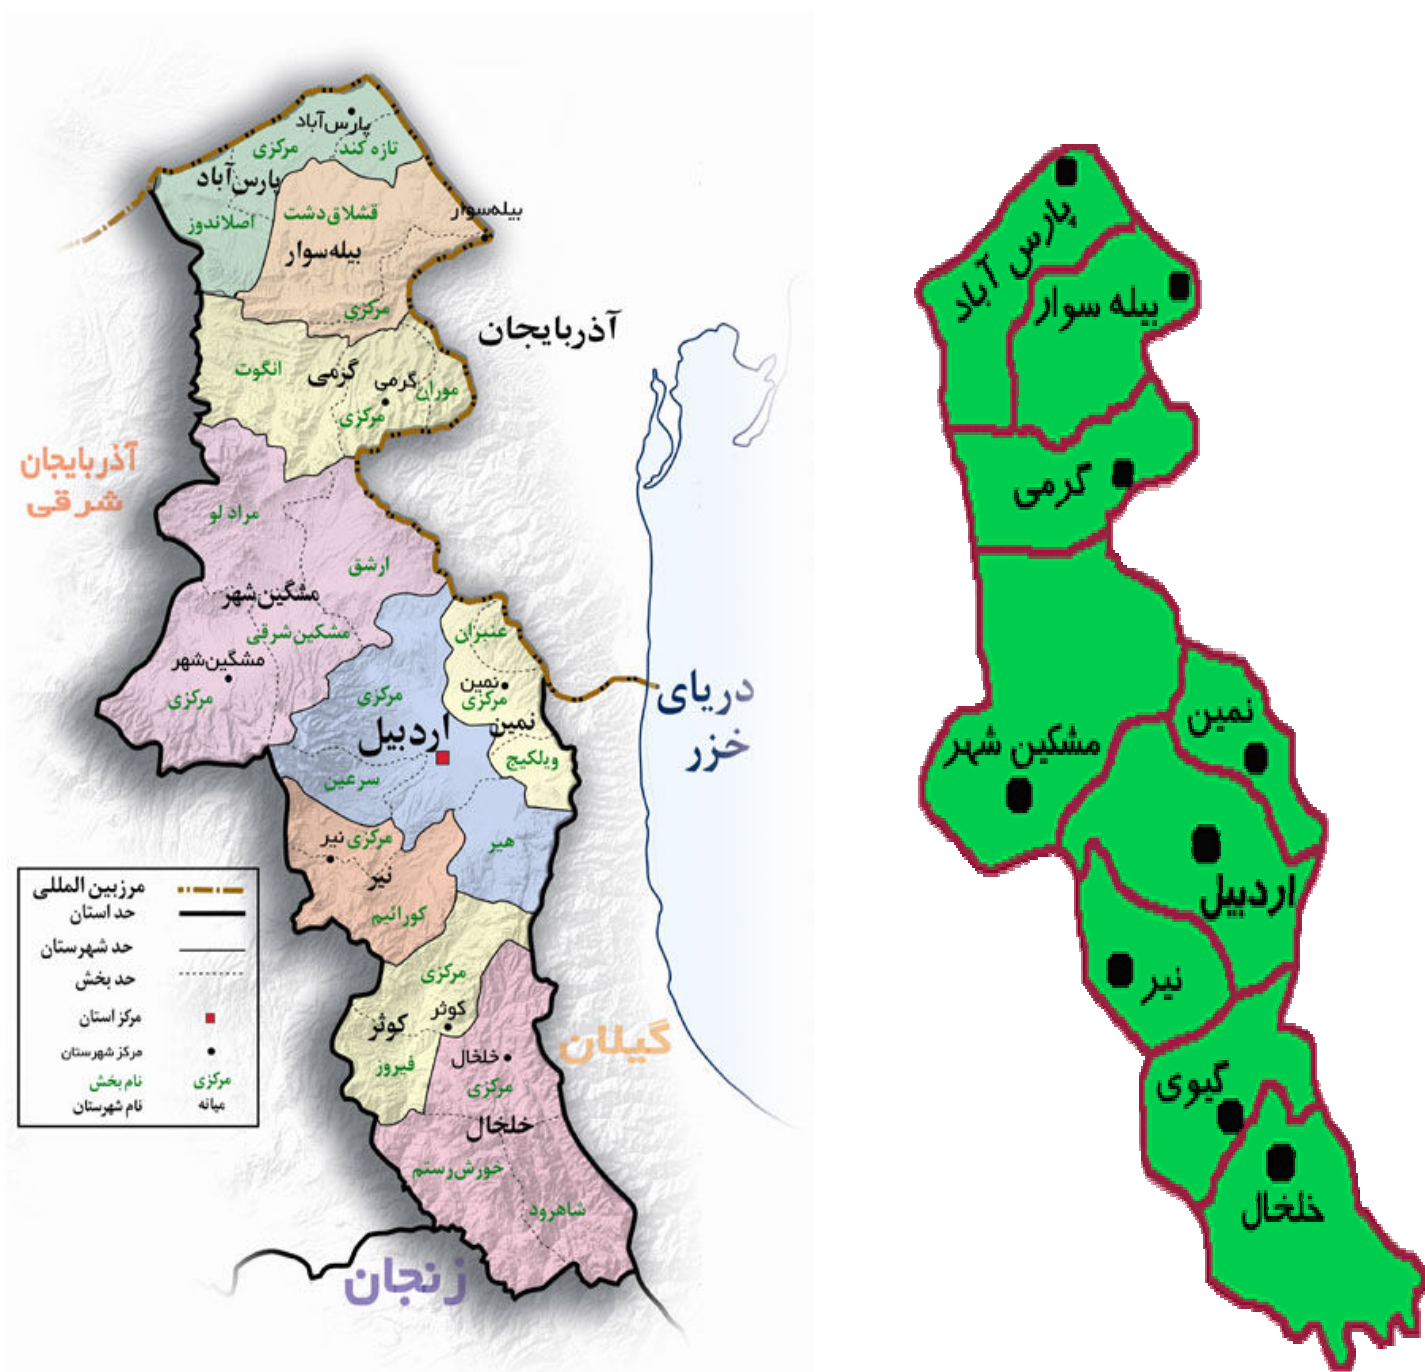 پارس‌آباد
تازه کند
مرکزی
پارس‌آباد
اصلاندوز
قشلاق‌دشت
بیله‌سوار
بیله‌سوار
مرکزی
آذربایجان
انگوت
گرمی
گرمی
موران
مرکزی
آذربایجان
شرقی
مراد لو
ارشق
مشگین‌شهر
مشکین‌شرقی
مشگین‌شهر
مرکزی
عنبران
نمین
مرکزی
نمین
ویلکیج
مرکزی
اردبیل
سرعین
هیر
دریای
خزر
نیر
مرکزی
نیر
کورائیم
مرکزی
کوثر
کوثر
فیروز
گیلان
خلخال
مرکزی
خلخال
خورش‌رستم
شاهرود
زنجان
مرزبین المللی
حد استان
حد شهرستان
حد بخش
مرکز استان
مرکز شهرستان
نام بخش مرکزی
نام شهرستان میانه
پارس آباد
بیله سوار
گرمی
مشکین شهر
نمین
اردبیل
نیر
گیوی
خلخال